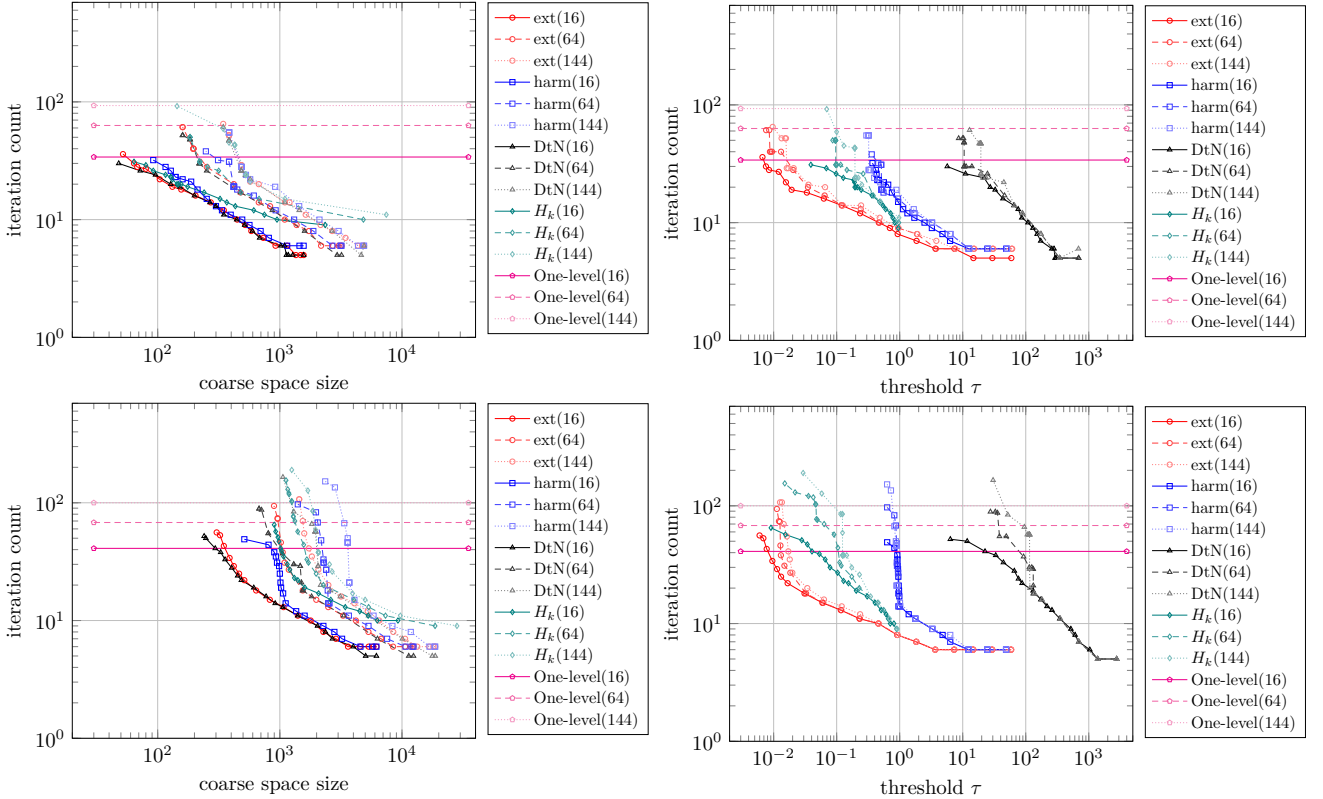 iteration count
10^2
10^1
10^0
10^2
10^3
10^4
coarse space size
ext(16)
ext(64)
ext(144)
harm(16)
harm(64)
harm(144)
DtN(16)
DtN(64)
DtN(144)
H_k(16)
H_k(64)
H_k(144)
One-level(16)
One-level(64)
One-level(144)
iteration count
10^2
10^1
10^0
10^−2
10^−1
10^0
10^1
10^2
10^3
threshold τ
ext(16)
ext(64)
ext(144)
harm(16)
harm(64)
harm(144)
DtN(16)
DtN(64)
DtN(144)
H_k(16)
H_k(64)
H_k(144)
One-level(16)
One-level(64)
One-level(144)
iteration count
10^2
10^1
10^0
10^2
10^3
10^4
coarse space size
ext(16)
ext(64)
ext(144)
harm(16)
harm(64)
harm(144)
DtN(16)
DtN(64)
DtN(144)
H_k(16)
H_k(64)
H_k(144)
One-level(16)
One-level(64)
One-level(144)
iteration count
10^2
10^1
10^0
10^−2
10^−1
10^0
10^1
10^2
10^3
threshold τ
ext(16)
ext(64)
ext(144)
harm(16)
harm(64)
harm(144)
DtN(16)
DtN(64)
DtN(144)
H_k(16)
H_k(64)
H_k(144)
One-level(16)
One-level(64)
One-level(144)